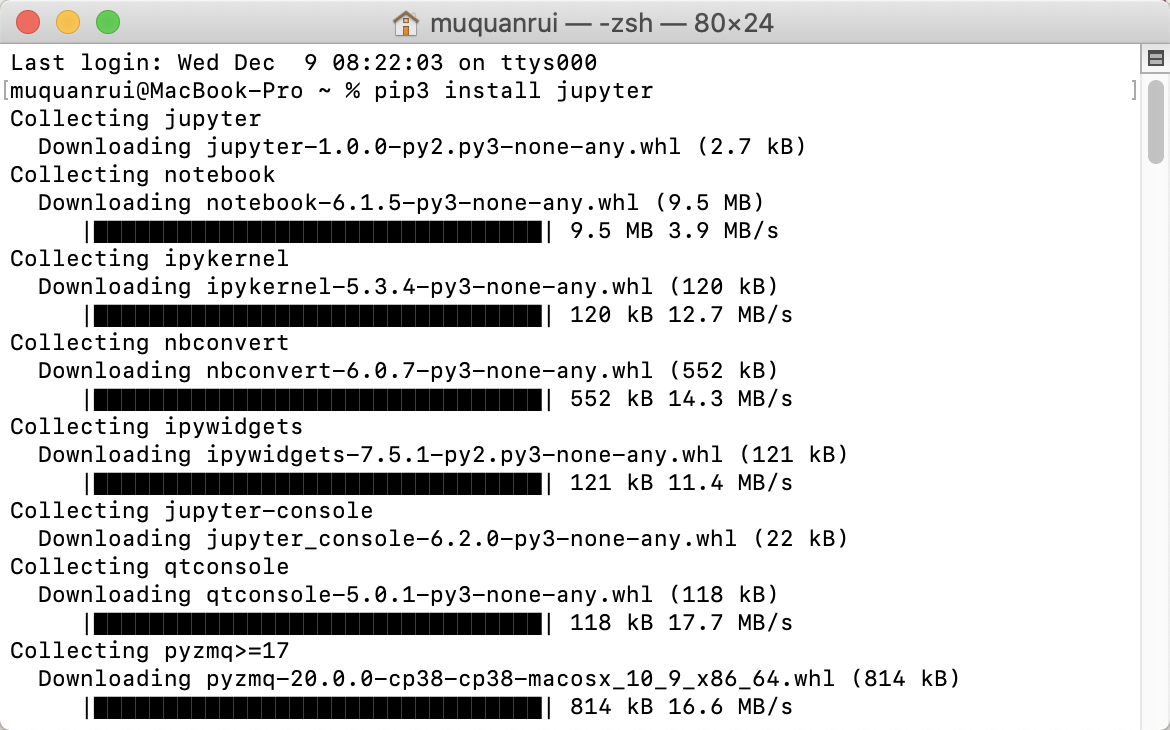 muquanrui — -zsh — 80×24
Last login: Wed Dec  9 08:22:03 on ttys000
[muquanrui@MacBook-Pro ~ % pip3 install jupyter ]
Collecting jupyter
  Downloading jupyter-1.0.0-py2.py3-none-any.whl (2.7 kB)
Collecting notebook
  Downloading notebook-6.1.5-py3-none-any.whl (9.5 MB)
     |████████████████████████████████| 9.5 MB 3.9 MB/s
Collecting ipykernel
  Downloading ipykernel-5.3.4-py3-none-any.whl (120 kB)
     |████████████████████████████████| 120 kB 12.7 MB/s
Collecting nbconvert
  Downloading nbconvert-6.0.7-py3-none-any.whl (552 kB)
     |████████████████████████████████| 552 kB 14.3 MB/s
Collecting ipywidgets
  Downloading ipywidgets-7.5.1-py2.py3-none-any.whl (121 kB)
     |████████████████████████████████| 121 kB 11.4 MB/s
Collecting jupyter-console
  Downloading jupyter_console-6.2.0-py3-none-any.whl (22 kB)
Collecting qtconsole
  Downloading qtconsole-5.0.1-py3-none-any.whl (118 kB)
     |████████████████████████████████| 118 kB 17.7 MB/s
Collecting pyzmq>=17
  Downloading pyzmq-20.0.0-cp38-cp38-macosx_10_9_x86_64.whl (814 kB)
     |████████████████████████████████| 814 kB 16.6 MB/s